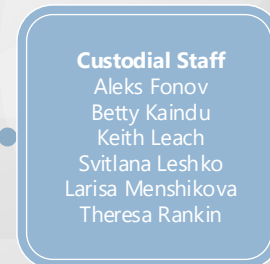 Custodial Staff
Aleks Fonov
Betty Kaindu
Keith Leach
Svitlana Leshko
Larisa Menshikova
Theresa Rankin